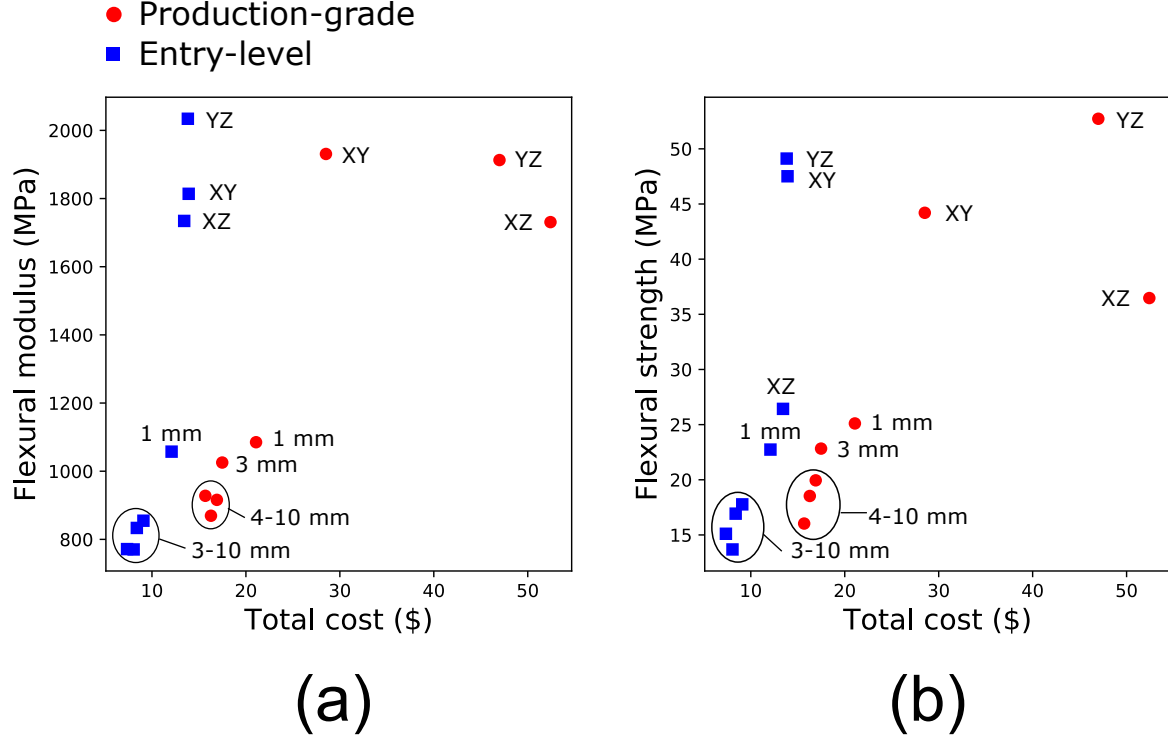 Production-grade
Entry-level
Flexural modulus (MPa)
2000
1800
1600
1400
1200
1000
800
YZ
XY
YZ
XY
XZ
XZ
1 mm
1 mm
3 mm
4-10 mm
3-10 mm
10
20
30
40
50
Total cost ($)
(a)
Flexural strength (MPa)
50
45
40
35
30
25
20
15
YZ
YZ
XY
XY
XZ
XZ
1 mm
1 mm
3 mm
4-10 mm
3-10 mm
10
20
30
40
50
Total cost ($)
(b)